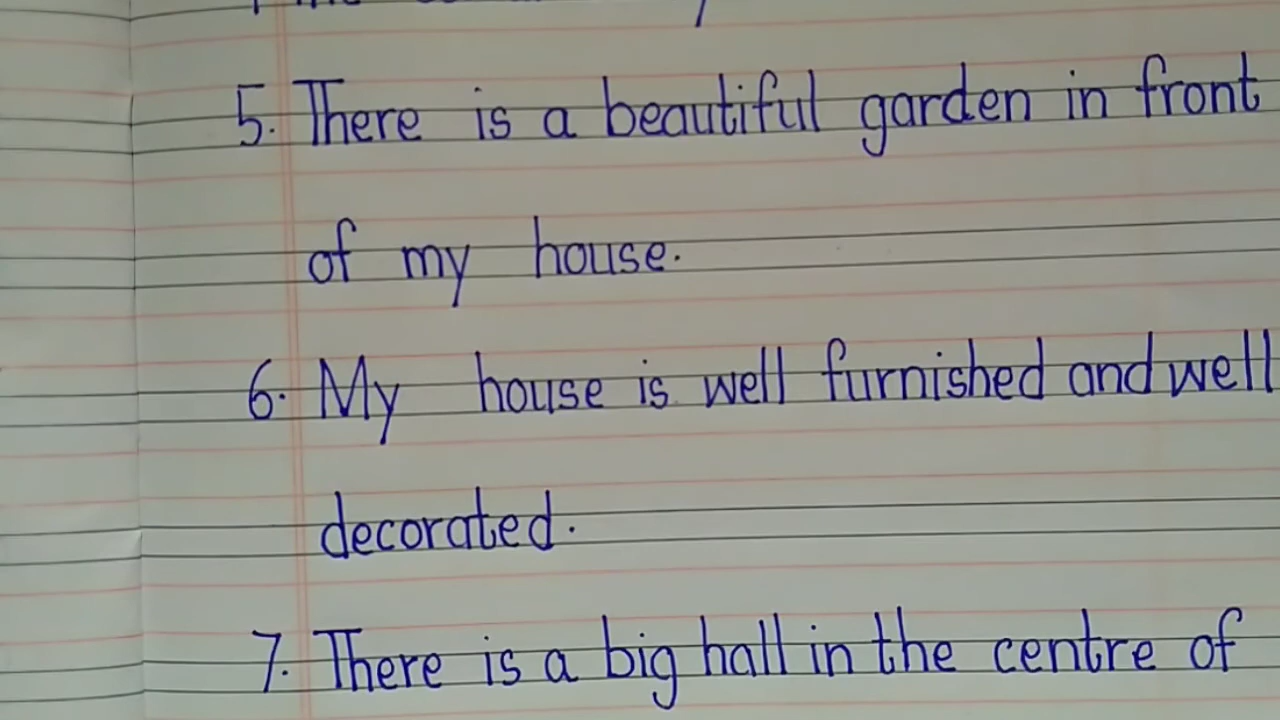 5. There is a beautiful garden in front
of my house.
6. My house is well furnished and well
decorated.
7. There is a big hall in the centre of